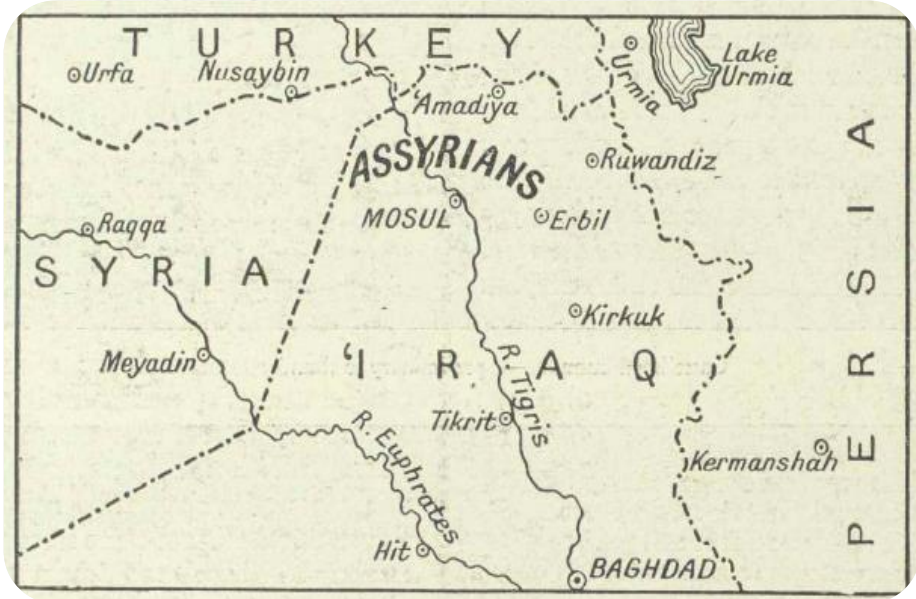 TURKEY
Urfa
Nusaybin
Amadiya
Urmia
Lake
Urmia
ASSYRIANS
Ruwandiz
MOSUL
Erbil
Raqqa
SYRIA
Kirkuk
Meyadin
'IRAQ
R. Tigris
Tikrit
R. Euphrates
Kermanshah
PERSIA
Hit
BAGHDAD